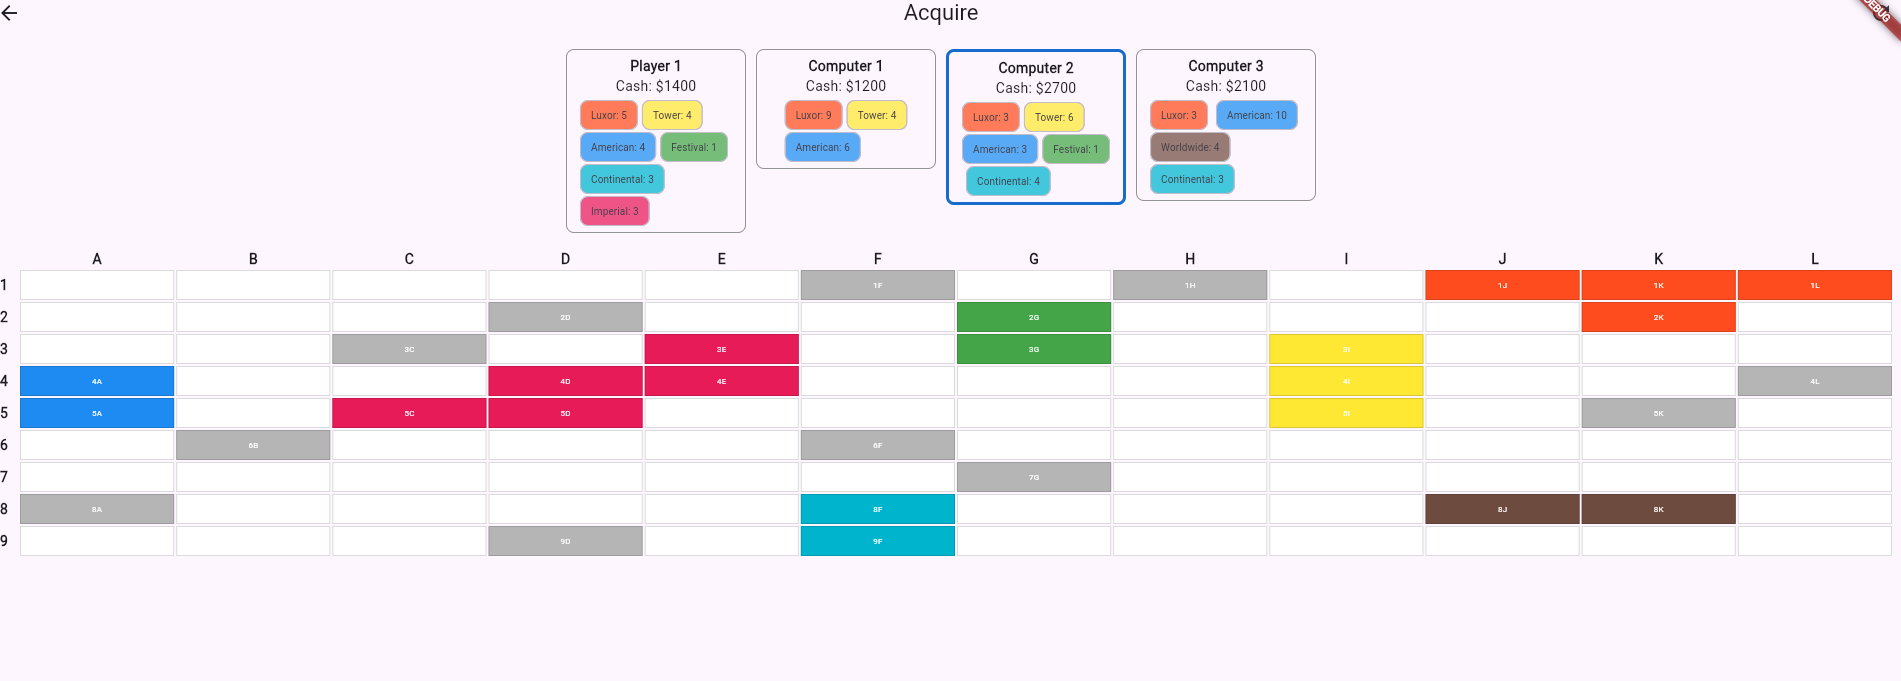 Acquire
DEBUG
Player 1
Cash: $1400
Luxor: 5 Tower: 4
American: 4 Festival: 1
Continental: 3
Imperial: 3
Computer 1
Cash: $1200
Luxor: 9 Tower: 4
American: 6
Computer 2
Cash: $2700
Luxor: 3 Tower: 6
American: 3 Festival: 1
Continental: 4
Computer 3
Cash: $2100
Luxor: 3 American: 10
Worldwide: 4
Continental: 3
A B C D E F G H I J K L
1 1F 1H 1J 1K 1L
2 2D 2G 2K
3 3C 3E 3G 3I
4 4A 4D 4E 4I 4L
5 5A 5C 5D 5I 5K
6 6B 6F
7 7G
8 8A 8F 8J 8K
9 9D 9F